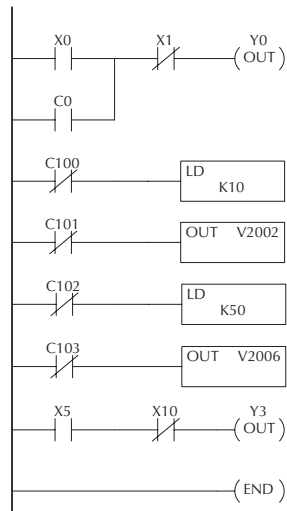 X0 X1 Y0
OUT
C0
C100
LD
K10
C101
OUT V2002
C102
LD
K50
C103
OUT V2006
X5 X10 Y3
OUT
END